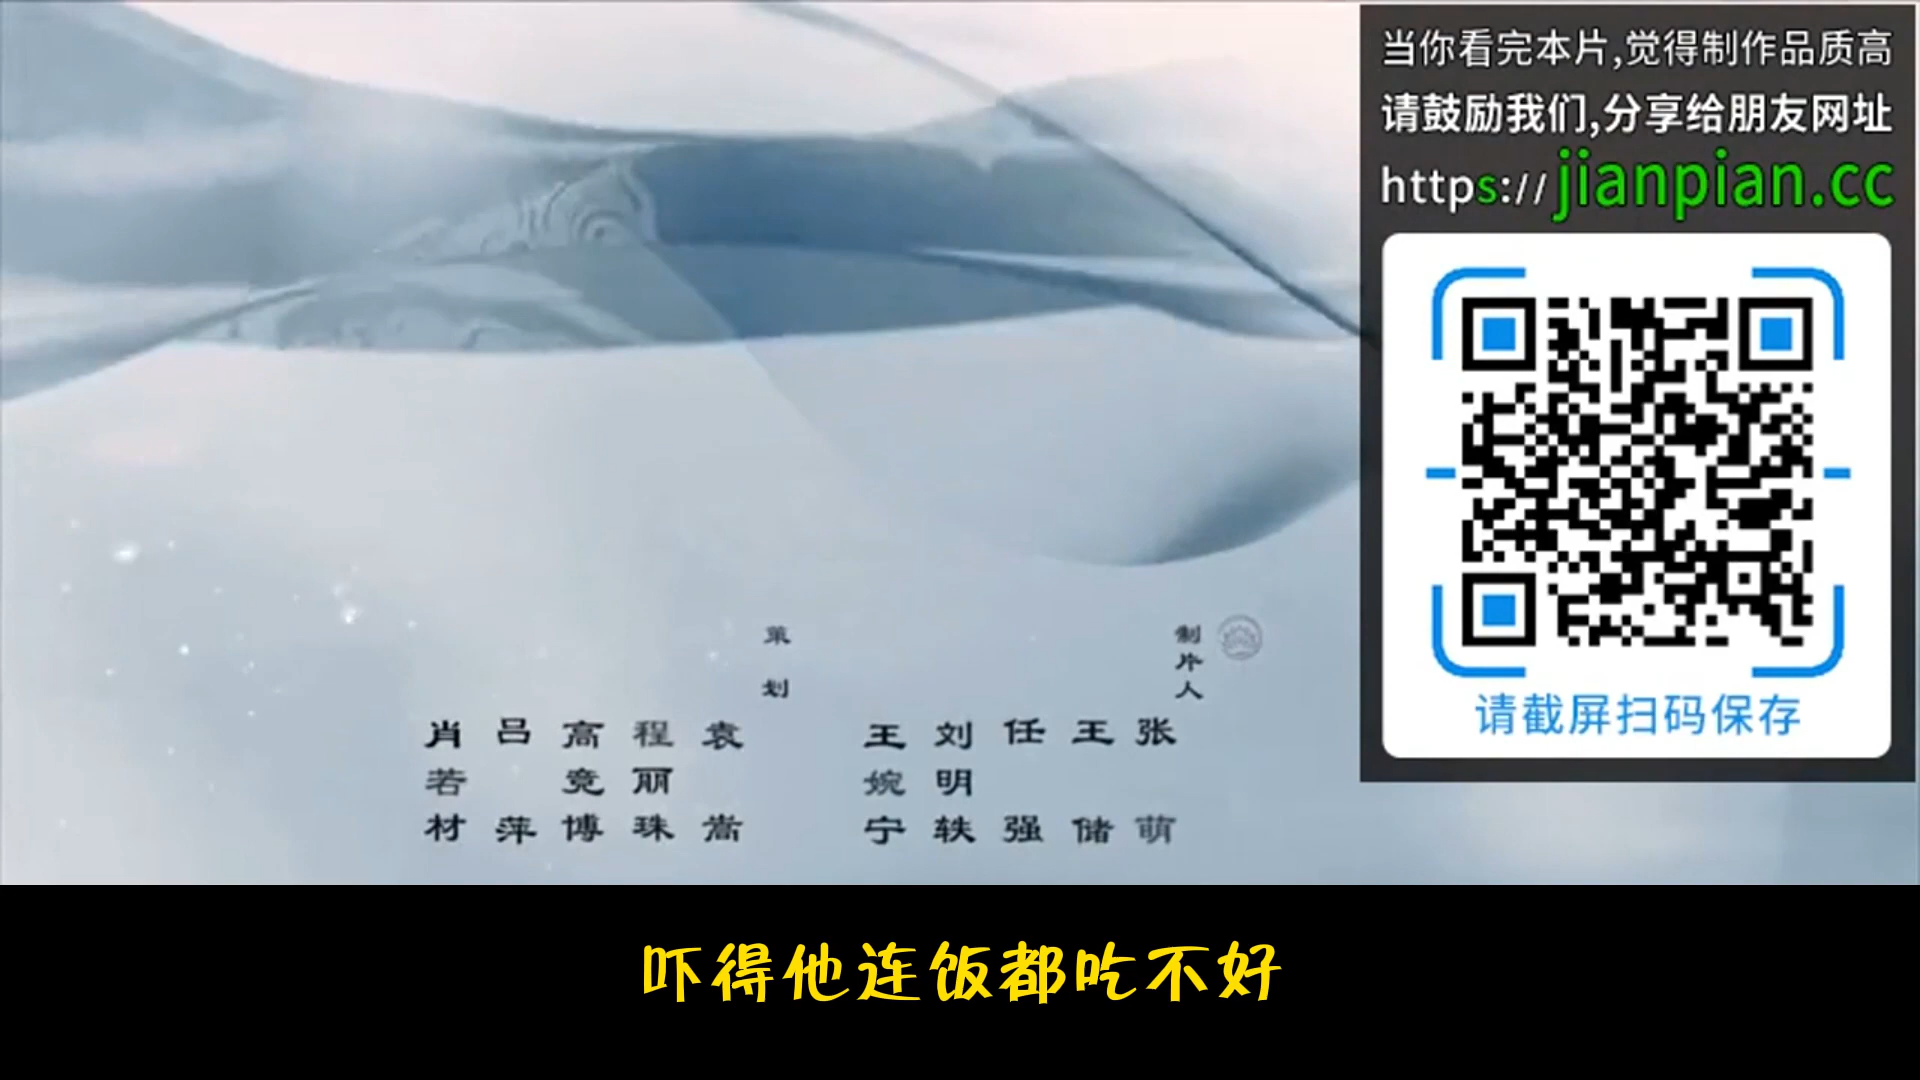 当你看完本片,觉得制作品质高
请鼓励我们,分享给朋友网址
https://jianpian.cc
请截屏扫码保存
制片人
张萌
王储
任强
刘明轶
王婉宁
策划
袁嵩
程丽珠
高竞博
吕萍
肖若材
吓得他连饭都吃不好